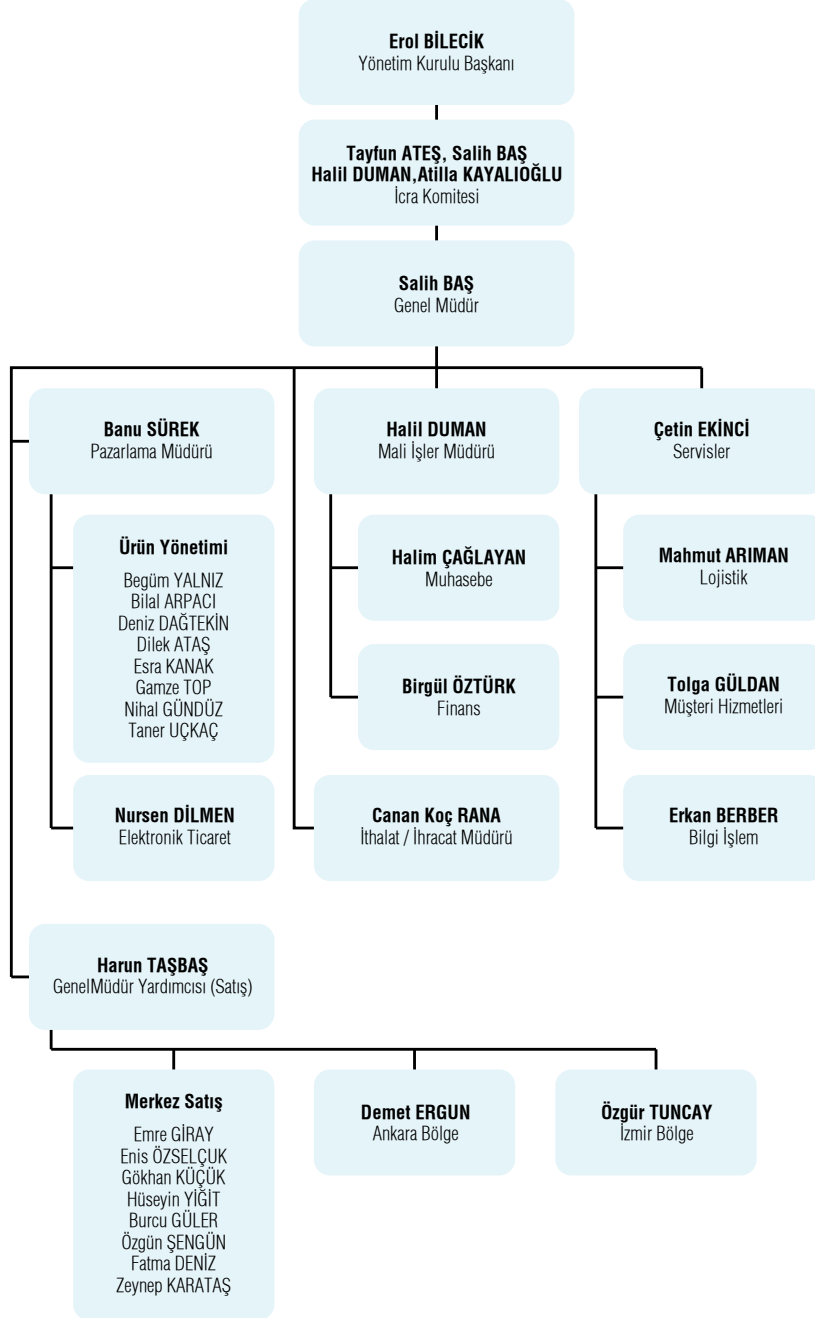 Erol BİLECİK
Yönetim Kurulu Başkanı
Tayfun ATEŞ, Salih BAŞ
Halil DUMAN,Atilla KAYALIOĞLU
İcra Komitesi
Salih BAŞ
Genel Müdür
Banu SÜREK
Pazarlama Müdürü
Ürün Yönetimi
Begüm YALNIZ
Bilal ARPACI
Deniz DAĞTEKİN
Dilek ATAŞ
Esra KANAK
Gamze TOP
Nihal GÜNDÜZ
Taner UÇKAÇ
Nursen DİLMEN
Elektronik Ticaret
Halil DUMAN
Mali İşler Müdürü
Halim ÇAĞLAYAN
Muhasebe
Birgül ÖZTÜRK
Finans
Canan Koç RANA
İthalat / İhracat Müdürü
Çetin EKİNCİ
Servisler
Mahmut ARIMAN
Lojistik
Tolga GÜLDAN
Müşteri Hizmetleri
Erkan BERBER
Bilgi İşlem
Harun TAŞBAŞ
GenelMüdür Yardımcısı (Satış)
Merkez Satış
Emre GİRAY
Enis ÖZSELÇUK
Gökhan KÜÇÜK
Hüseyin YİĞİT
Burcu GÜLER
Özgün ŞENGÜN
Fatma DENİZ
Zeynep KARATAŞ
Demet ERGUN
Ankara Bölge
Özgür TUNCAY
İzmir Bölge